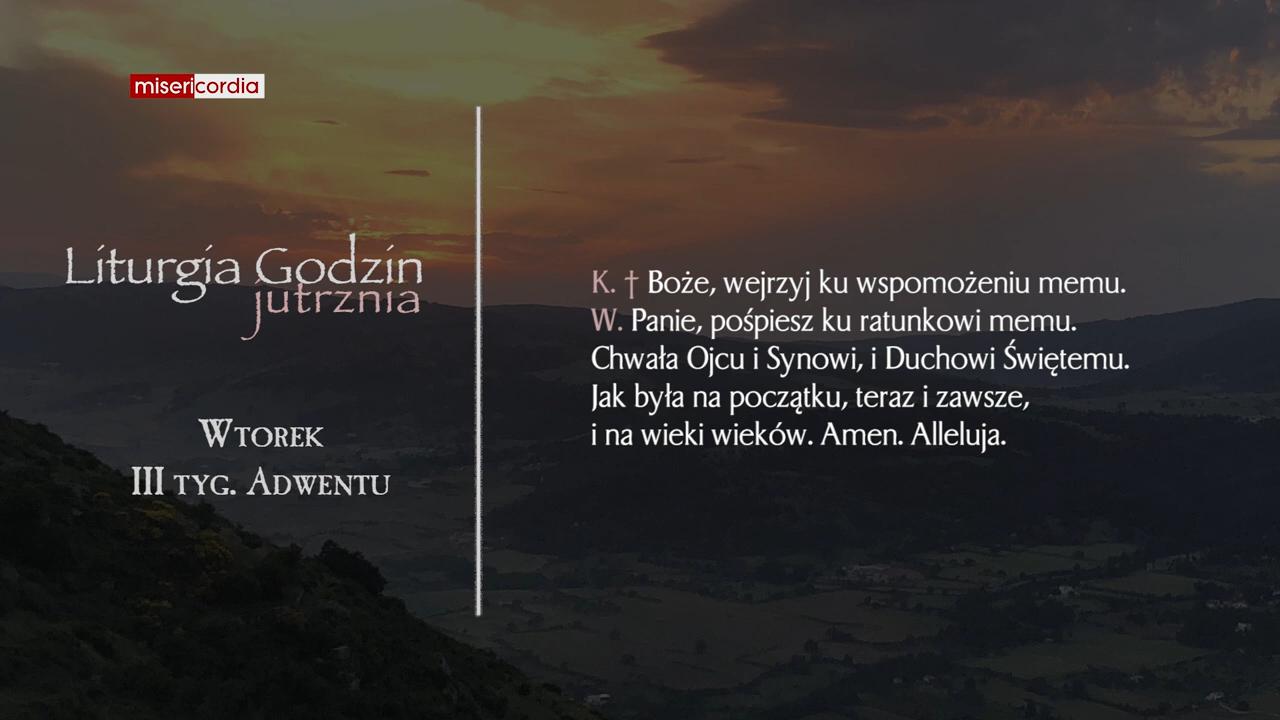 misericordia
Liturgia Godzin
jutrznia
Wtorek
III tyg. Adwentu
K. † Boże, wejrzyj ku wspomożeniu memu.
W. Panie, pośpiesz ku ratunkowi memu.
Chwała Ojcu i Synowi, i Duchowi Świętemu.
Jak była na początku, teraz i zawsze,
i na wieki wieków. Amen. Alleluja.